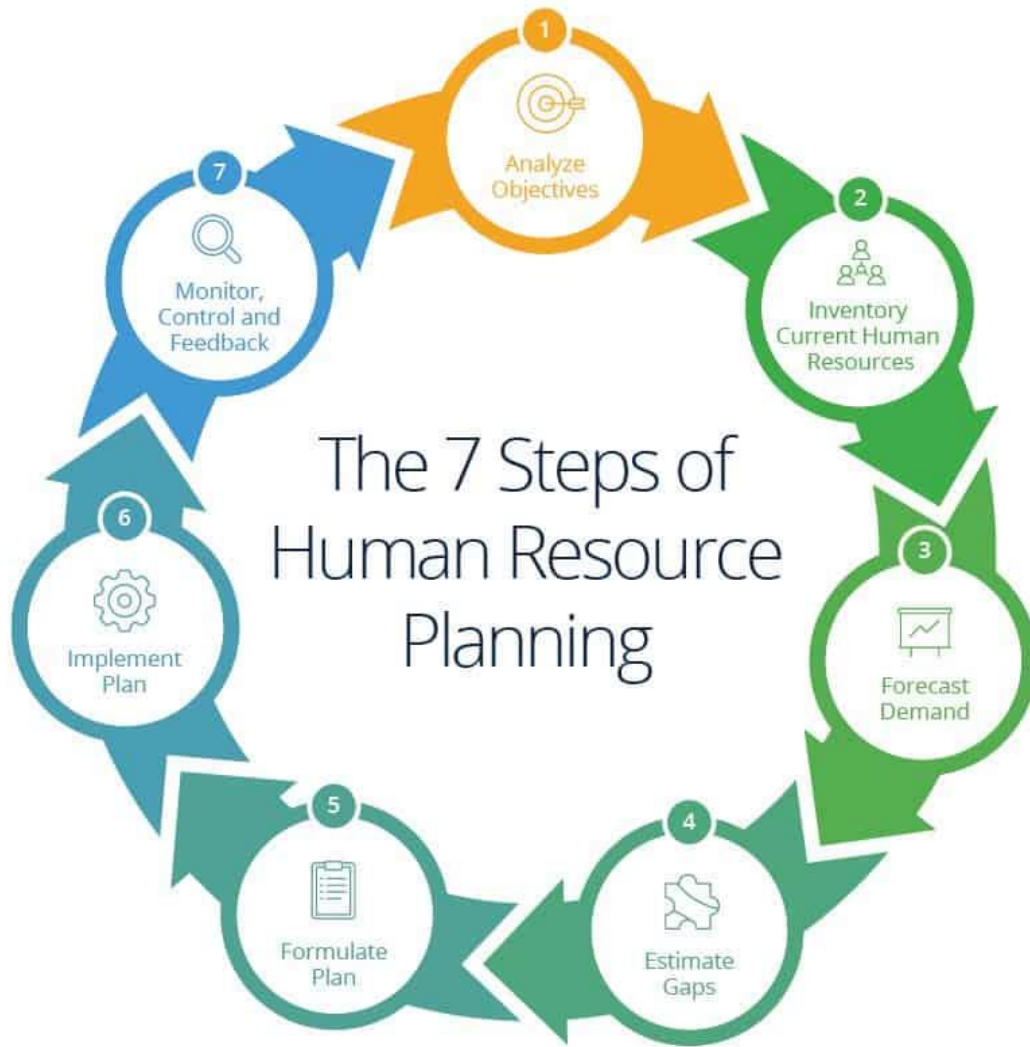 1
Analyze
Objectives
2
Inventory
Current Human
Resources
3
Forecast
Demand
4
Estimate
Gaps
5
Formulate
Plan
6
Implement
Plan
7
Monitor,
Control and
Feedback
The 7 Steps of
Human Resource
Planning